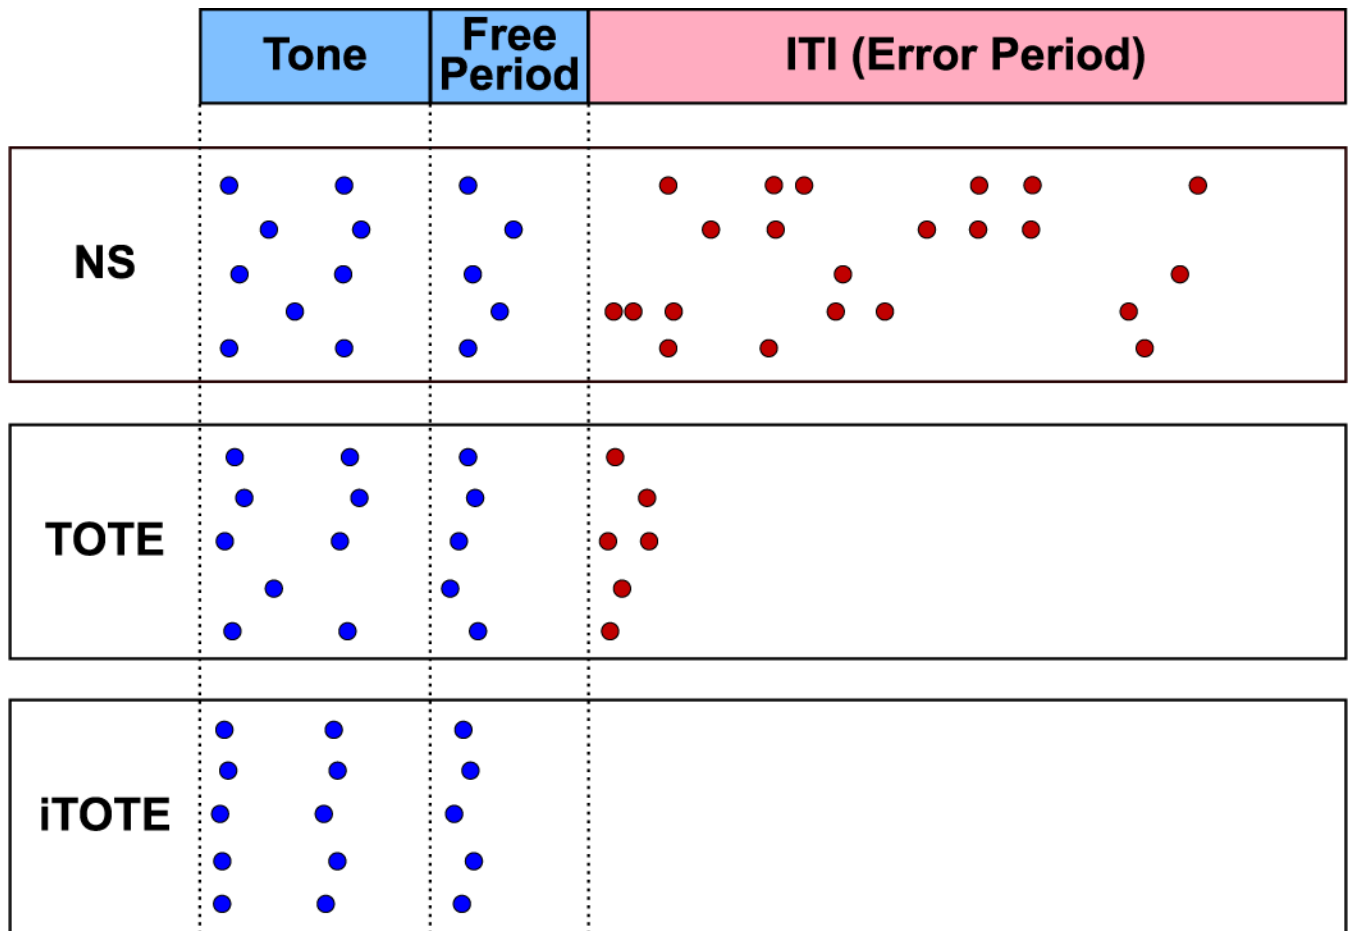 Tone
Free
Period
ITI (Error Period)
NS
TOTE
iTOTE